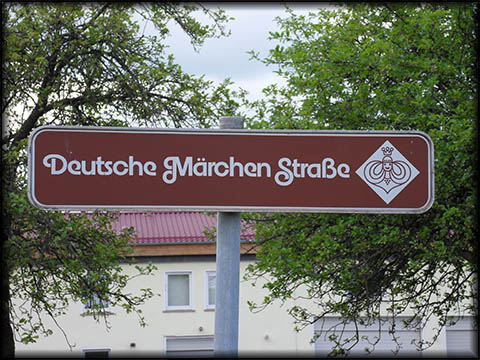 Deutsche Märchen Straße